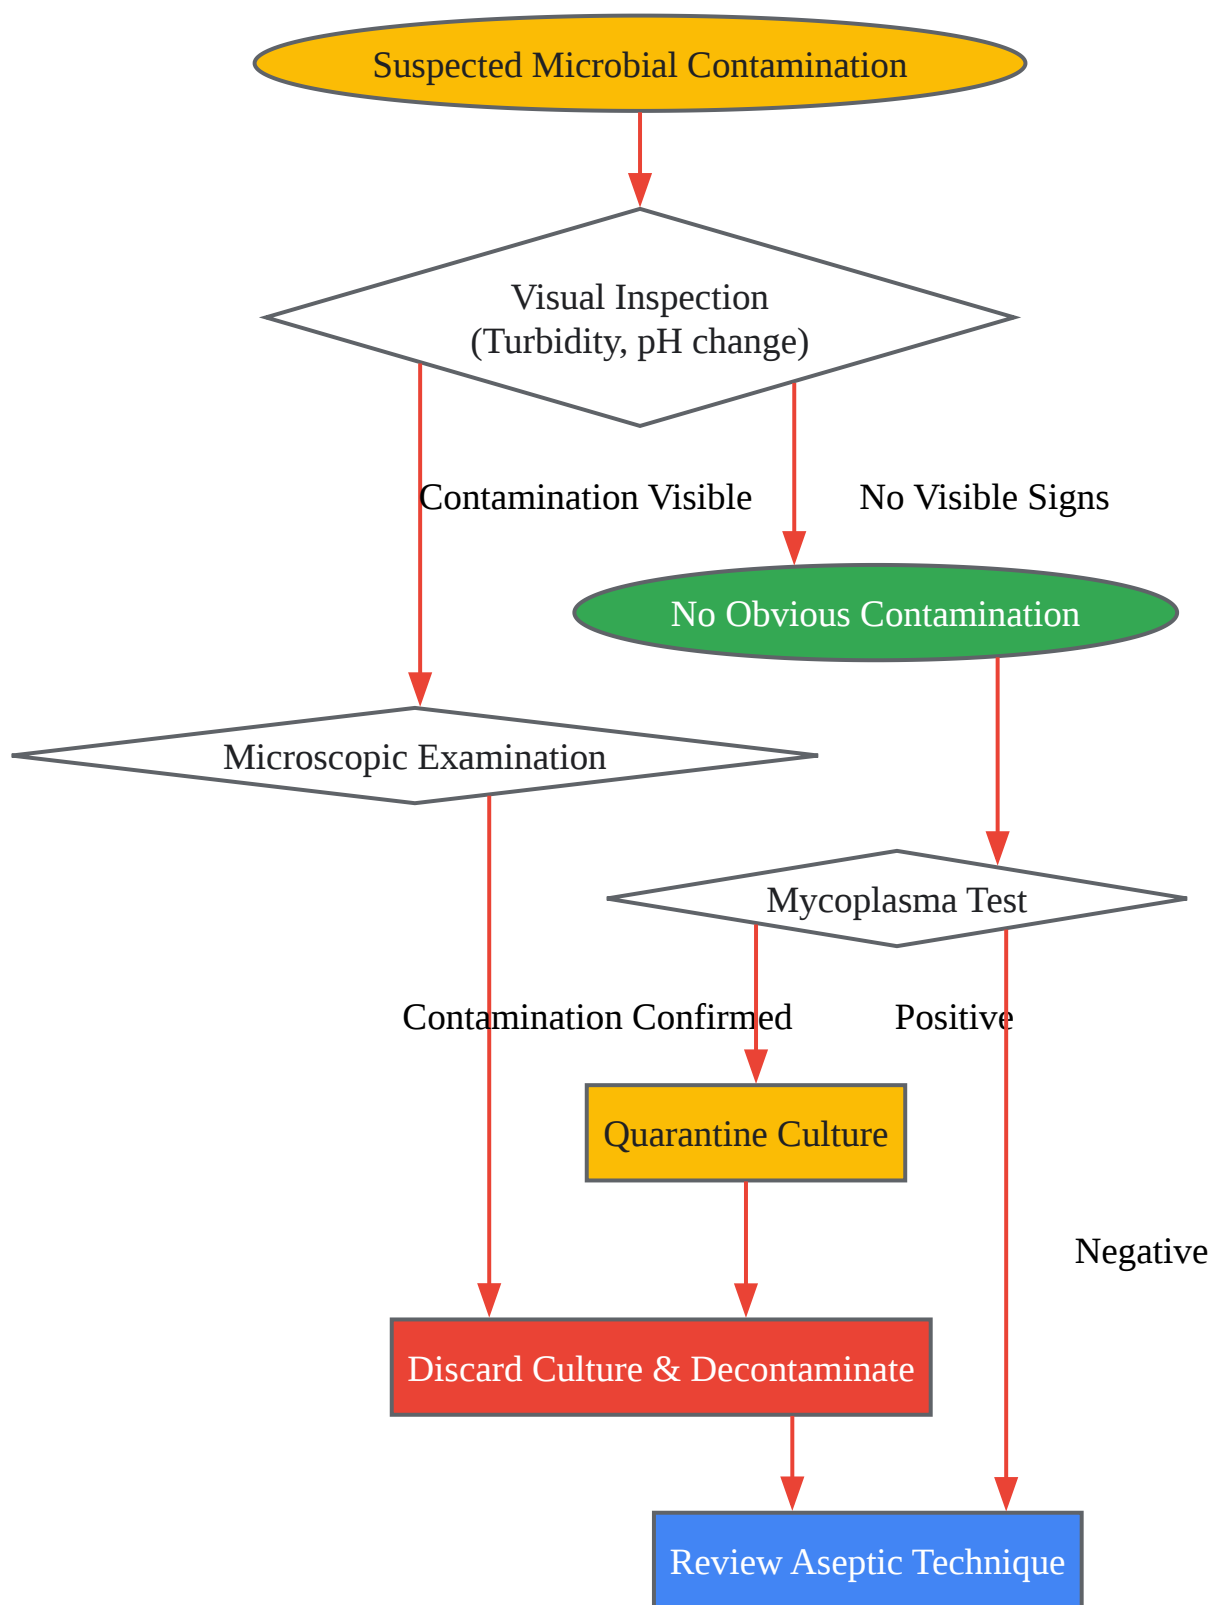 Suspected Microbial Contamination
Visual Inspection
(Turbidity, pH change)
Contamination Visible
No Visible Signs
No Obvious Contamination
Microscopic Examination
Mycoplasma Test
Contamination Confirmed
Positive
Quarantine Culture
Negative
Discard Culture & Decontaminate
Review Aseptic Technique